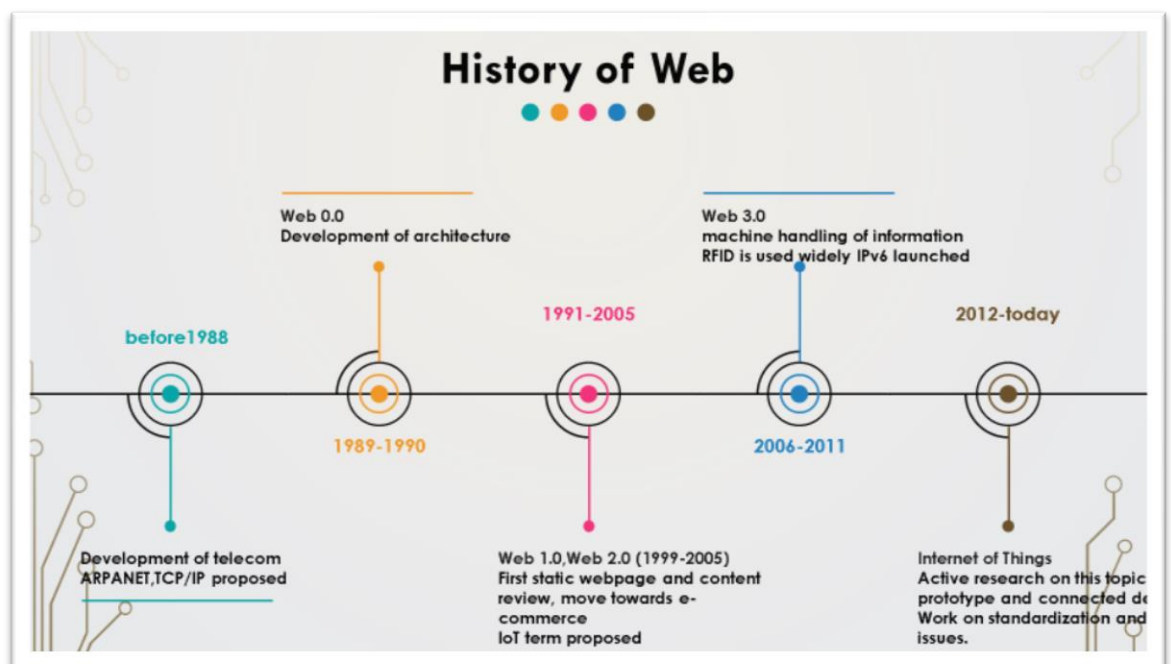 History of Web
Web 0.0
Development of architecture
Web 3.0
machine handling of information
RFID is used widely IPv6 launched
before1988
1991-2005
2012-today
1989-1990
2006-2011
Development of telecom
ARPANET,TCP/IP proposed
Web 1.0,Web 2.0 (1999-2005)
First static webpage and content
review, move towards e-
commerce
IoT term proposed
Internet of Things
Active research on this topic
prototype and connected
Work on standardization and
issues.